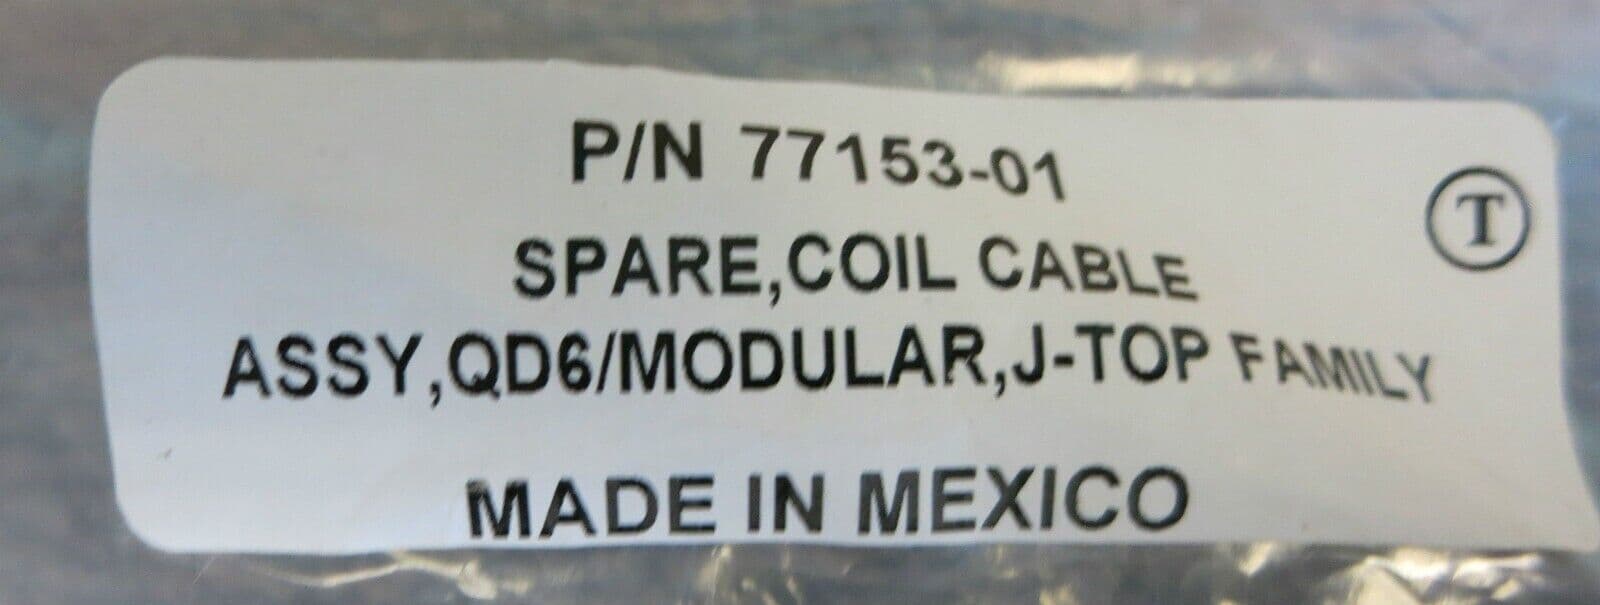 P/N 77153-01
T
SPARE,COIL CABLE
ASSY,QD6/MODULAR,J-TOP FAMILY
MADE IN MEXICO